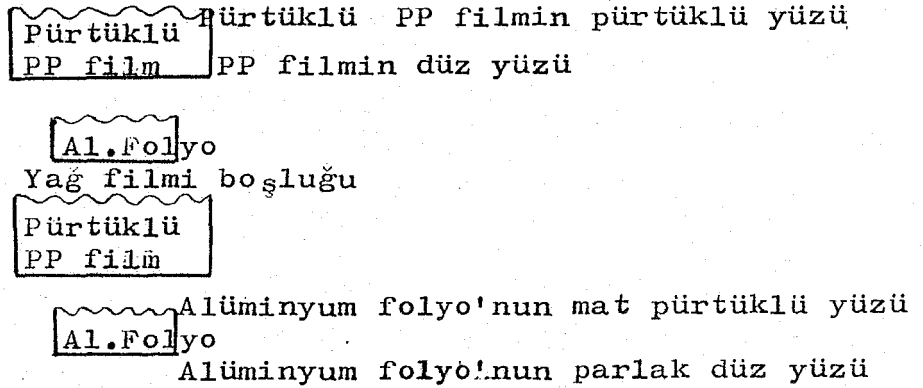 Pürtüklü Pürtüklü PP filmin pürtüklü yüzü
PP film PP filmin düz yüzü
Al.Folyo
Yağ filmi boşluğu
Pürtüklü
PP film
Alüminyum folyo'nun mat pürtüklü yüzü
Al.Folyo
Alüminyum folyo'.nun parlak düz yüzü